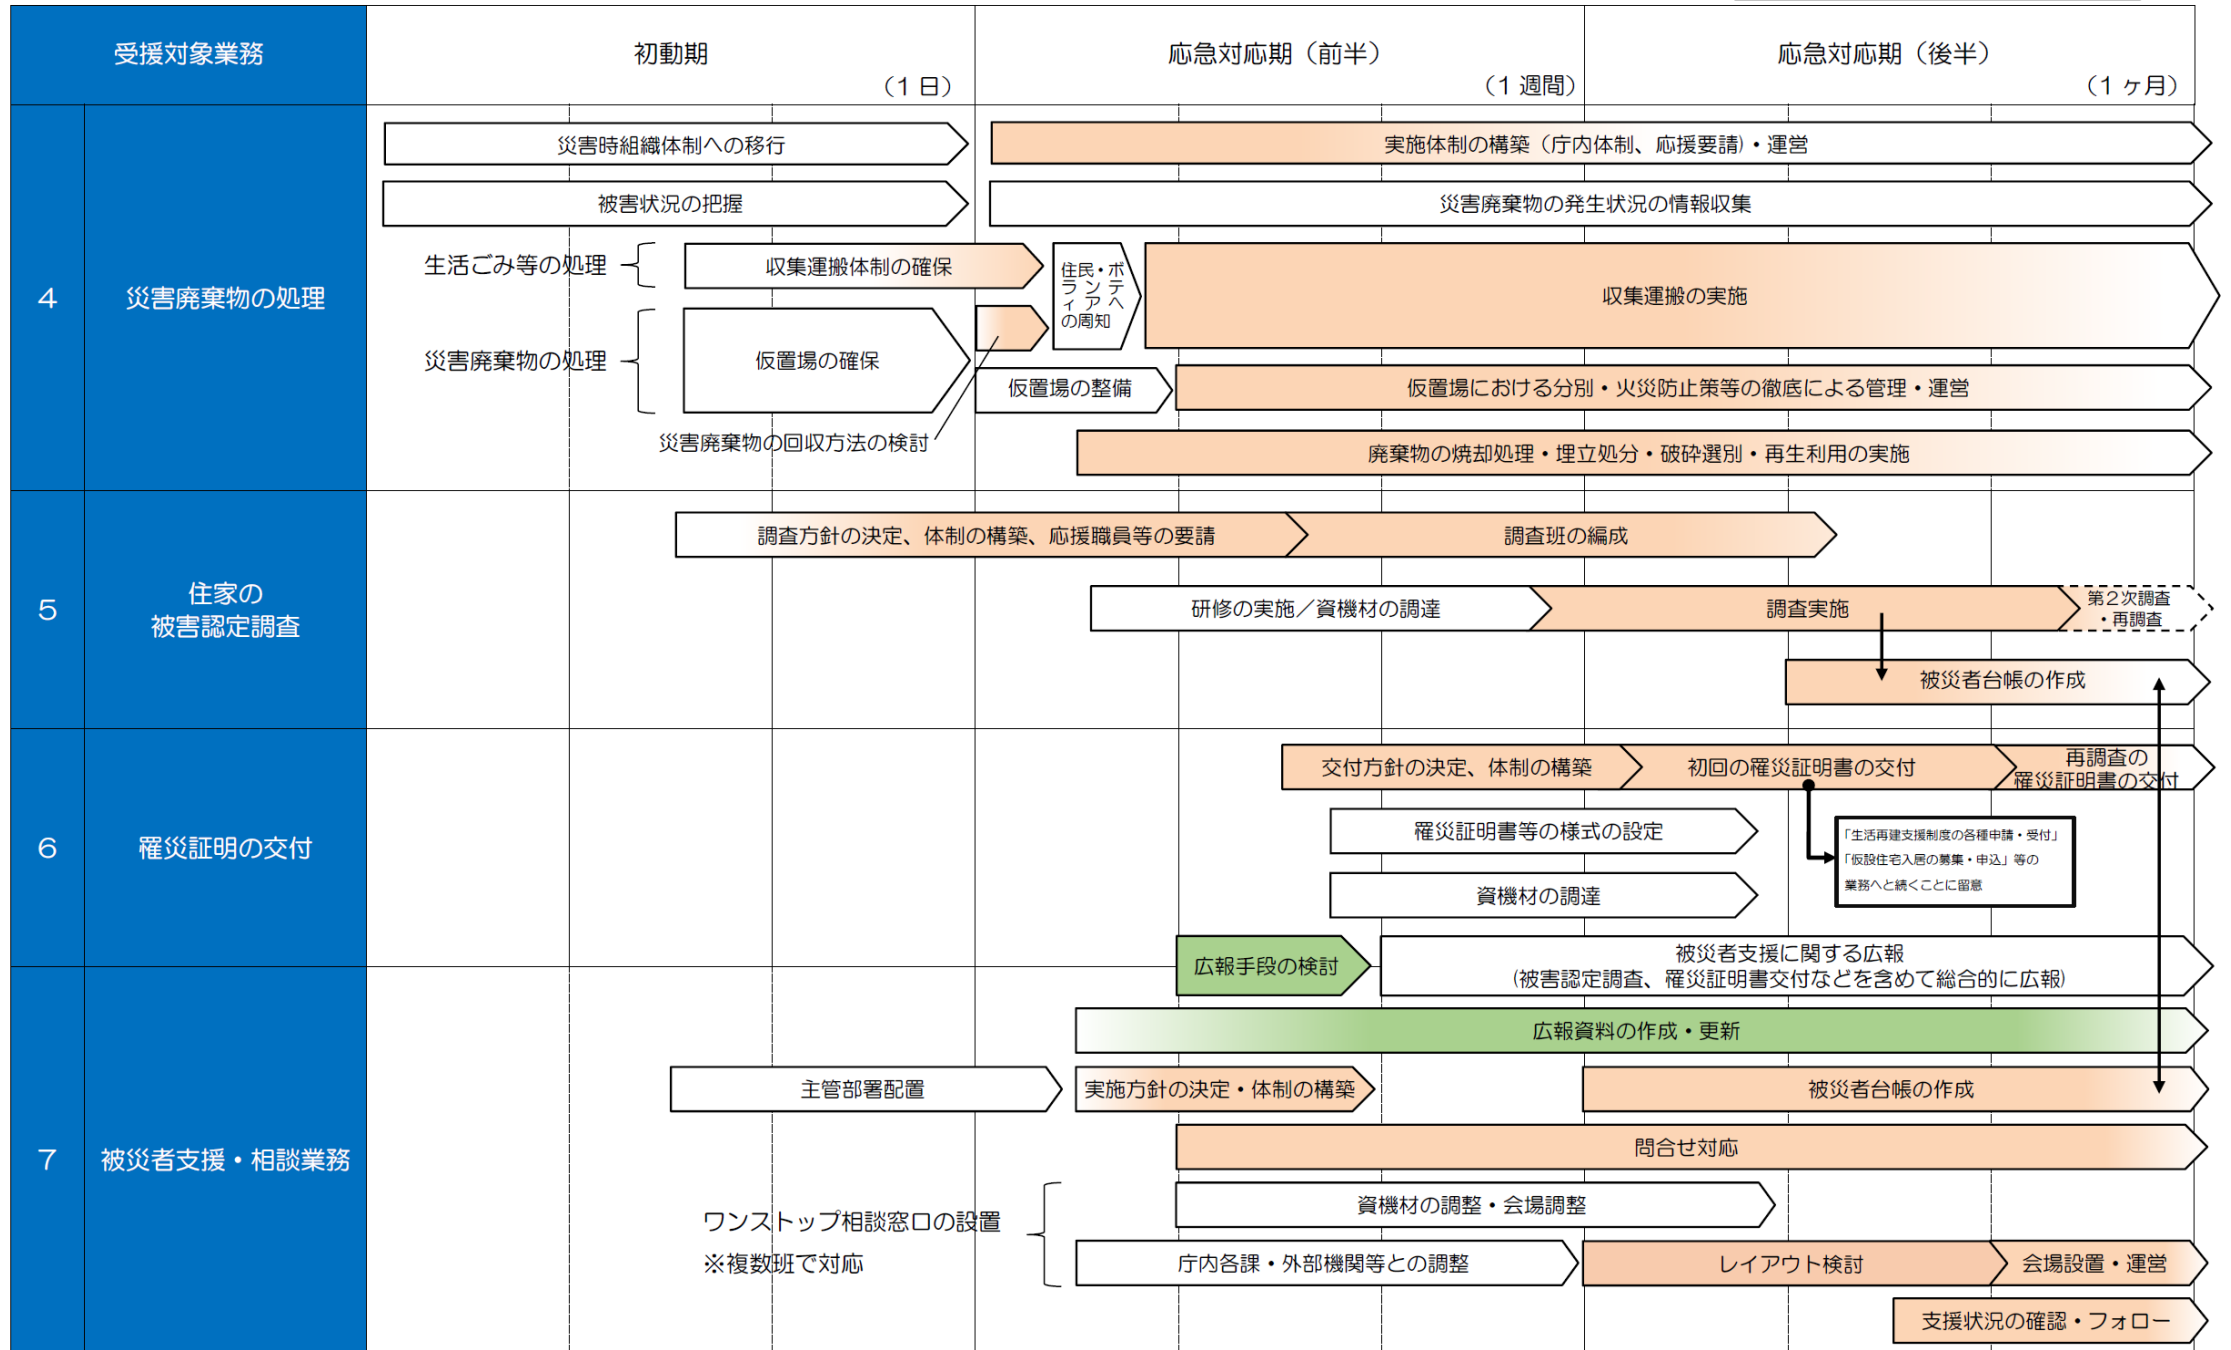 受援対象業務
初動期
（1 日）
応急対応期（前半）
（1 週間）
応急対応期（後半）
（1 ヶ月）
4
災害廃棄物の処理
災害時組織体制への移行
実施体制の構築（庁内体制、応援要請）・運営
被害状況の把握
災害廃棄物の発生状況の情報収集
生活ごみ等の処理
収集運搬体制の確保
住民・ボ
ランテ
ィアへ
の周知
収集運搬の実施
災害廃棄物の処理
仮置場の確保
仮置場の整備
仮置場における分別・火災防止策等の徹底による管理・運営
災害廃棄物の回収方法の検討
廃棄物の焼却処理・埋立処分・破砕選別・再生利用の実施
5
住家の
被害認定調査
調査方針の決定、体制の構築、応援職員等の要請
調査班の編成
研修の実施／資機材の調達
調査実施
第２次調査
・再調査
被災者台帳の作成
6
罹災証明の交付
交付方針の決定、体制の構築
初回の罹災証明書の交付
再調査の
罹災証明書の交付
罹災証明書等の様式の設定
「生活再建支援制度の各種申請・受付」
「仮設住宅入居の募集・申込」等の
業務へと続くことに留意
資機材の調達
広報手段の検討
被災者支援に関する広報
（被害認定調査、罹災証明書交付などを含めて総合的に広報）
7
被災者支援・相談業務
広報資料の作成・更新
主管部署配置
実施方針の決定・体制の構築
被災者台帳の作成
問合せ対応
ワンストップ相談窓口の設置
※複数班で対応
資機材の調整・会場調整
庁内各課・外部機関等との調整
レイアウト検討
会場設置・運営
支援状況の確認・フォロー